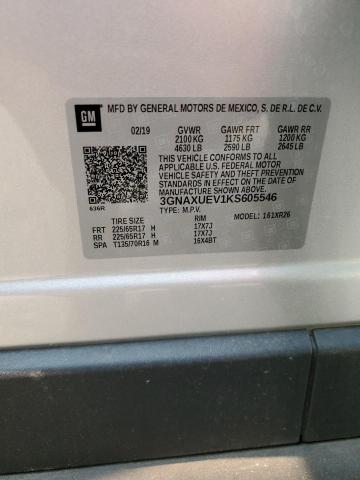 GM
MFD BY GENERAL MOTORS DE MEXICO, S. DE R.L. DE C.V.
02/19 GVWR GAWR FRT GAWR RR
2100 KG 1175 KG 1200 KG
4630 LB 2590 LB 2645 LB
THIS VEHICLE CONFORMS TO ALL APPLICABLE
U.S. FEDERAL MOTOR
VEHICLE SAFETY AND THEFT
PREVENTION STANDARDS IN EFFECT ON THE DATE
OF MANUFACTURE SHOWN ABOVE.
636R 3GNAXUEV1KS605546
TYPE: M.P.V. MODEL: 161XR26
TIRE SIZE RIM
FRT 225/65R17 H 17X7J
RR 225/65R17 H 17X7J
SPA T135/70R16 M 16X4BT